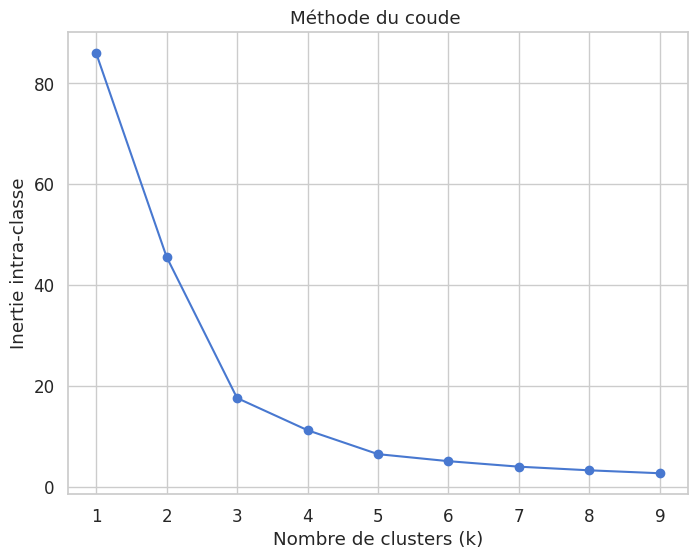 Méthode du coude
Inertie intra-classe
80
60
40
20
0
1 2 3 4 5 6 7 8 9
Nombre de clusters (k)